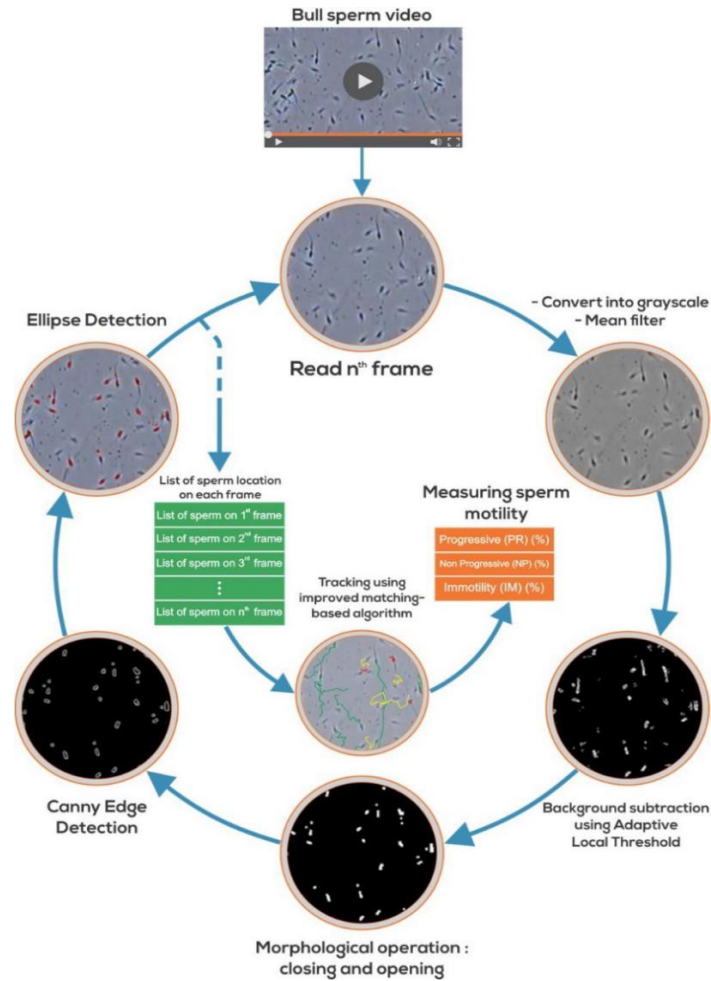 Bull sperm video
Read nᵗʰ frame
- Convert into grayscale
- Mean filter
Ellipse Detection
List of sperm location
on each frame
List of sperm on 1ˢᵗ frame
List of sperm on 2ⁿᵈ frame
List of sperm on 3ʳᵈ frame
⋮
List of sperm on nᵗʰ frame
Measuring sperm
motility
Progressive (PR) (%)
Non Progressive (NP) (%)
Immotility (IM) (%)
Tracking using
improved matching-
based algorithm
Background subtraction
using Adaptive
Local Threshold
Canny Edge
Detection
Morphological operation :
closing and opening